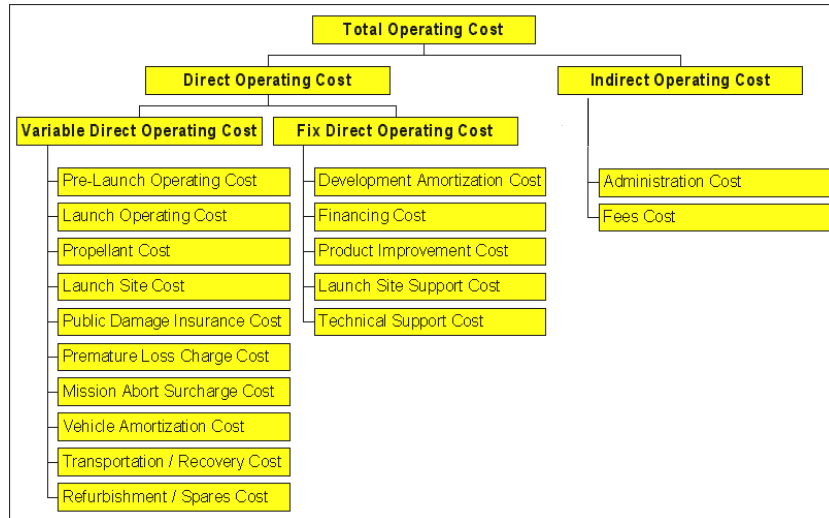 Total Operating Cost
Direct Operating Cost
Indirect Operating Cost
Variable Direct Operating Cost
Fix Direct Operating Cost
Pre-Launch Operating Cost
Launch Operating Cost
Propellant Cost
Launch Site Cost
Public Damage Insurance Cost
Premature Loss Charge Cost
Mission Abort Surcharge Cost
Vehicle Amortization Cost
Transportation / Recovery Cost
Refurbishment / Spares Cost
Development Amortization Cost
Financing Cost
Product Improvement Cost
Launch Site Support Cost
Technical Support Cost
Administration Cost
Fees Cost